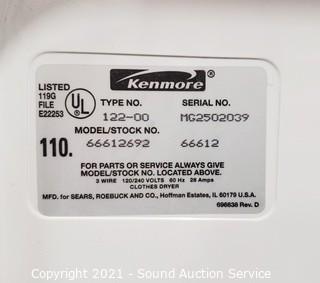 Kenmore®
LISTED
119G
FILE
E22253
UL ®
TYPE NO. SERIAL NO.
122-00 MG2502039
MODEL/STOCK NO.
110. 66612692 66612
FOR PARTS OR SERVICE ALWAYS GIVE
MODEL/STOCK NO. LOCATED ABOVE.
3 WIRE 120/240 VOLTS 60 Hz 28 Amps
CLOTHES DRYER
MFD. FOR SEARS, ROEBUCK AND CO., Hoffman Estates, IL 60179 U.S.A.
696638 Rev. D
Copyright 2021 - Sound Auction Service